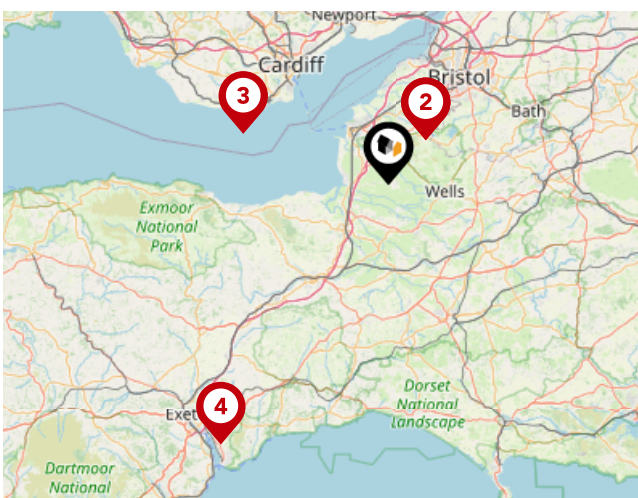 Newport
Cardiff
3
Bristol
2
Bath
Wells
Exmoor
National
Park
Dorset
National
Landscape
4
Exet
Dartmoor
National